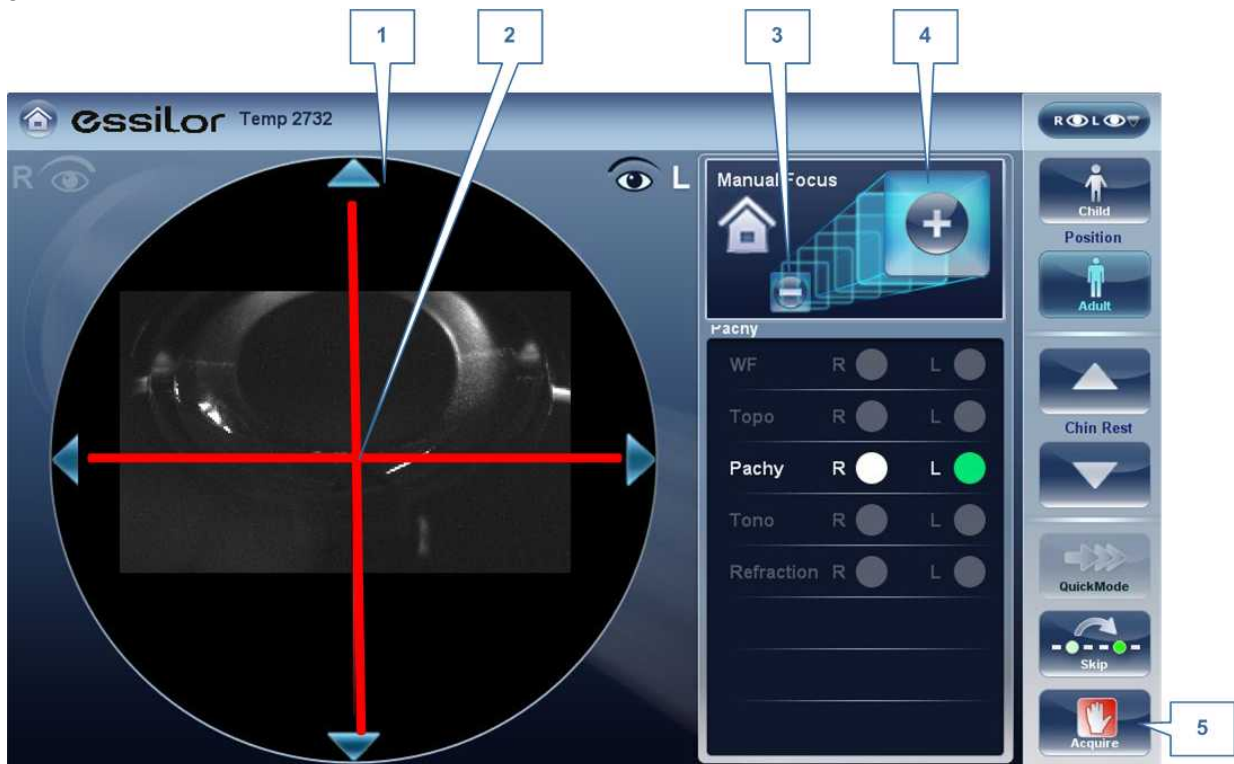 1 2 3 4
essilor Temp 2732
R L
R L
Manual Focus
Child
Position
Adult
Pachy
WF R L
Topo R L
Chin Rest
Pachy R L
Tono R L
Refraction R L
QuickMode
Skip
Acquire
5